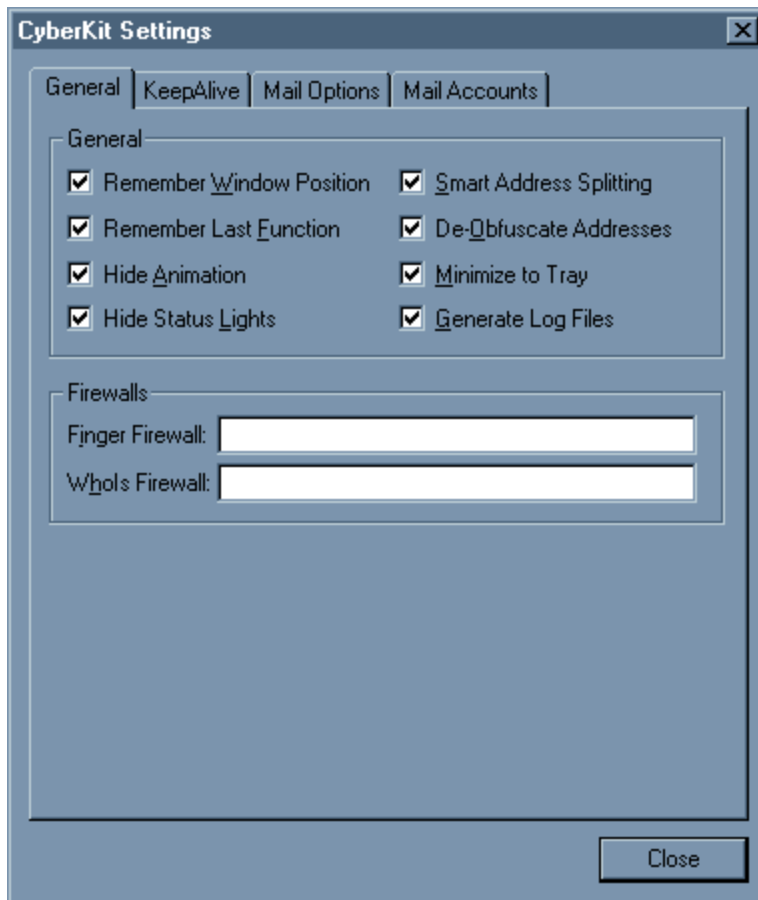 CyberKit Settings
General KeepAlive Mail Options Mail Accounts
General
Remember Window Position Smart Address Splitting
Remember Last Function De-Obfuscate Addresses
Hide Animation Minimize to Tray
Hide Status Lights Generate Log Files
Firewalls
Finger Firewall:
WhoIs Firewall:
Close